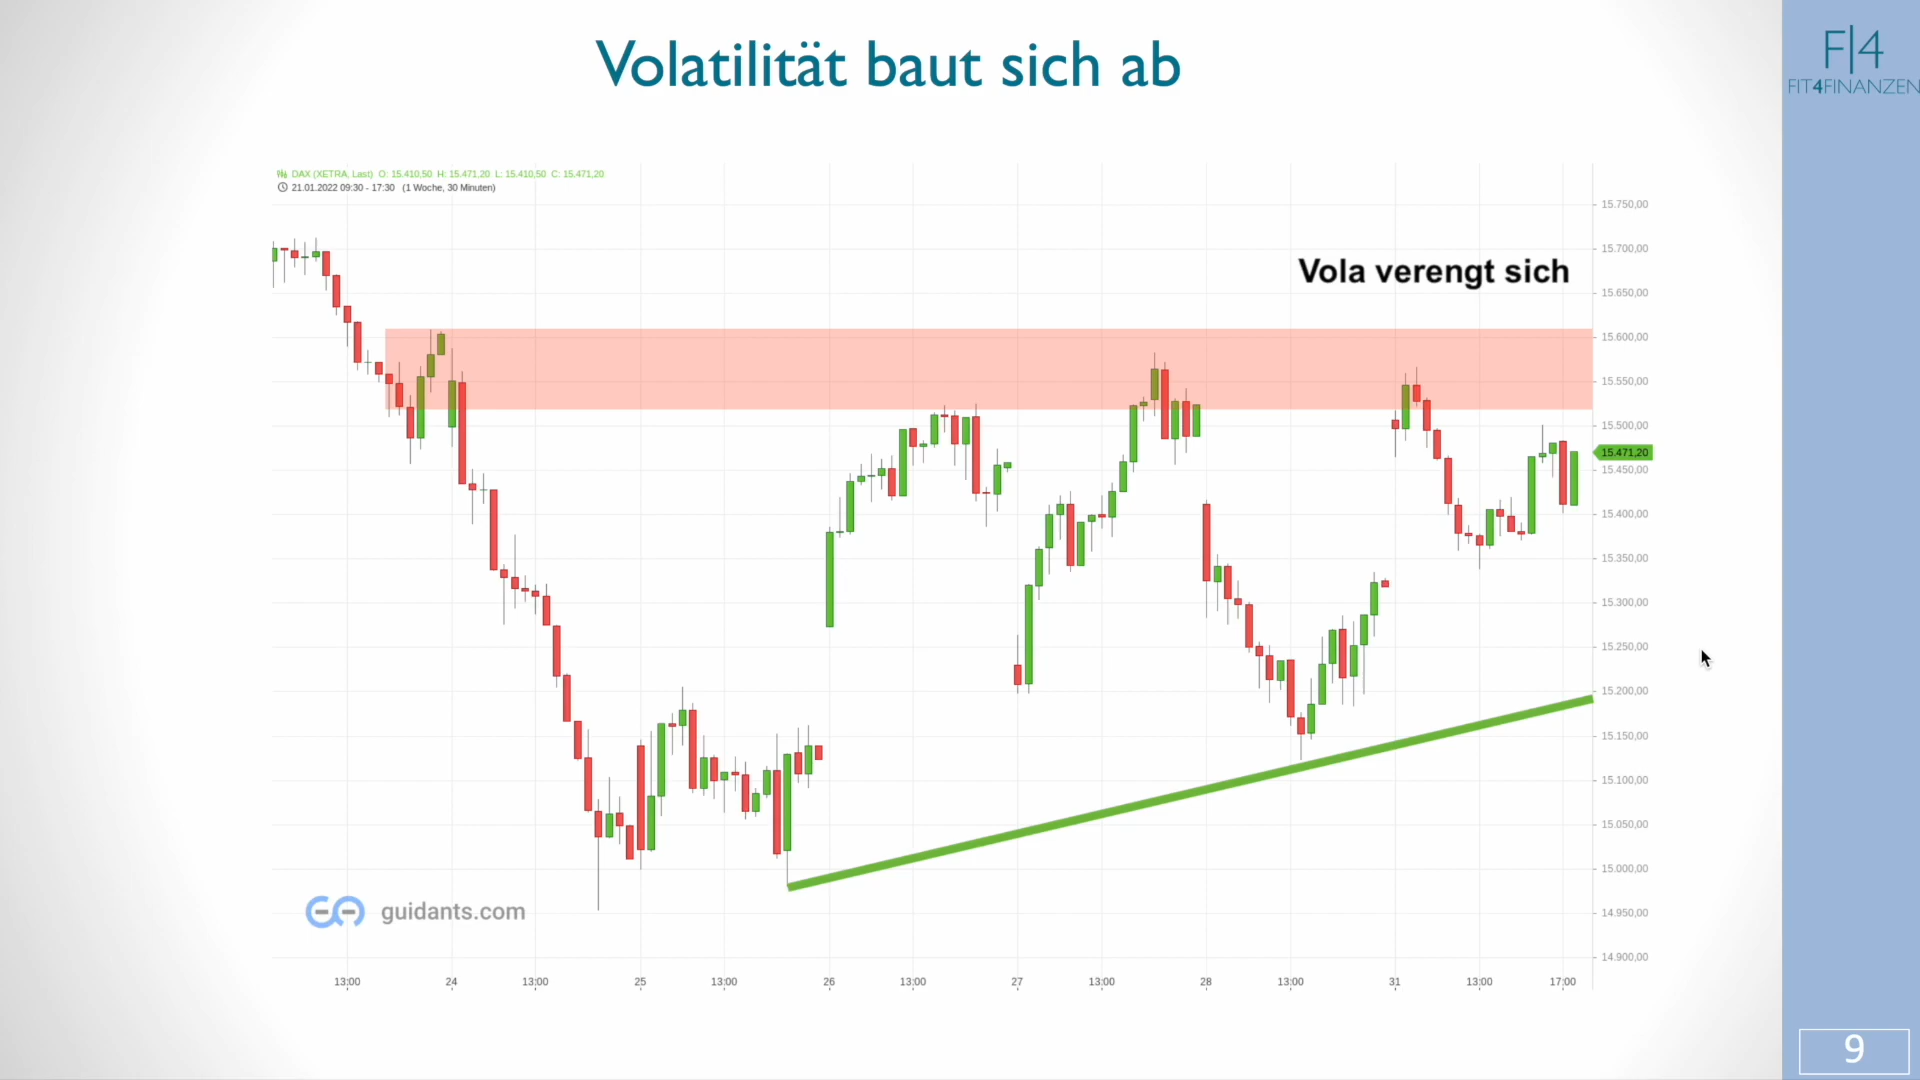 Volatilität baut sich ab
F|4
FIT4FINANZEN
DAX (XETRA, Last) O: 15.410,50 H: 15.471,20 L: 15.410,50 C: 15.471,20
21.01.2022 09:30 - 17:30 (1 Woche, 30 Minuten)
Vola verengt sich
15.750,00
15.700,00
15.650,00
15.600,00
15.550,00
15.500,00
15.471,20
15.450,00
15.400,00
15.350,00
15.300,00
15.250,00
15.200,00
15.150,00
15.100,00
15.050,00
15.000,00
14.950,00
14.900,00
guidants.com
13:00 24 13:00 25 13:00 26 13:00 27 13:00 28 13:00 31 13:00 17:00
9